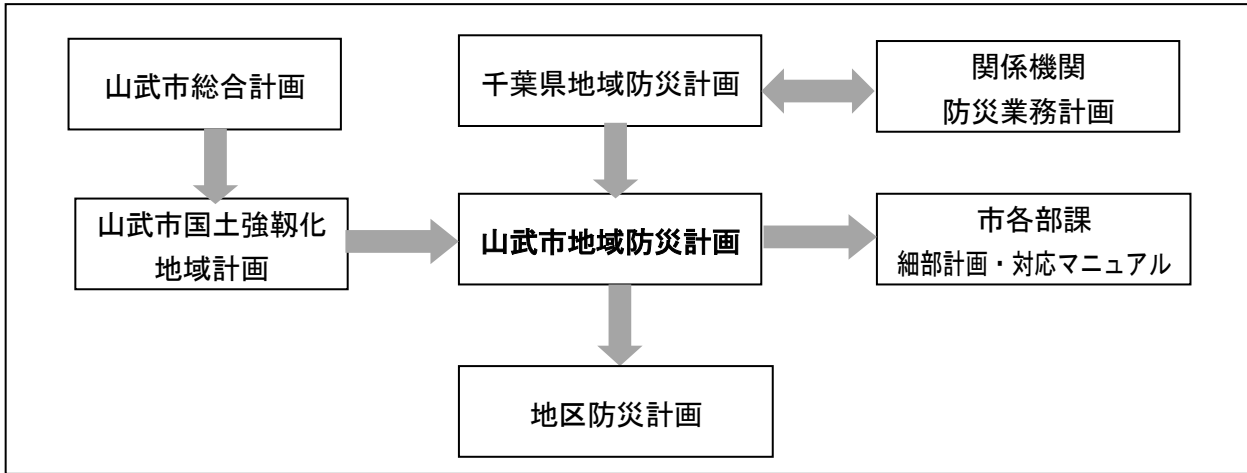 山武市総合計画
千葉県地域防災計画
関係機関
防災業務計画
山武市国土強靱化
地域計画
山武市地域防災計画
市各部課
細部計画・対応マニュアル
地区防災計画